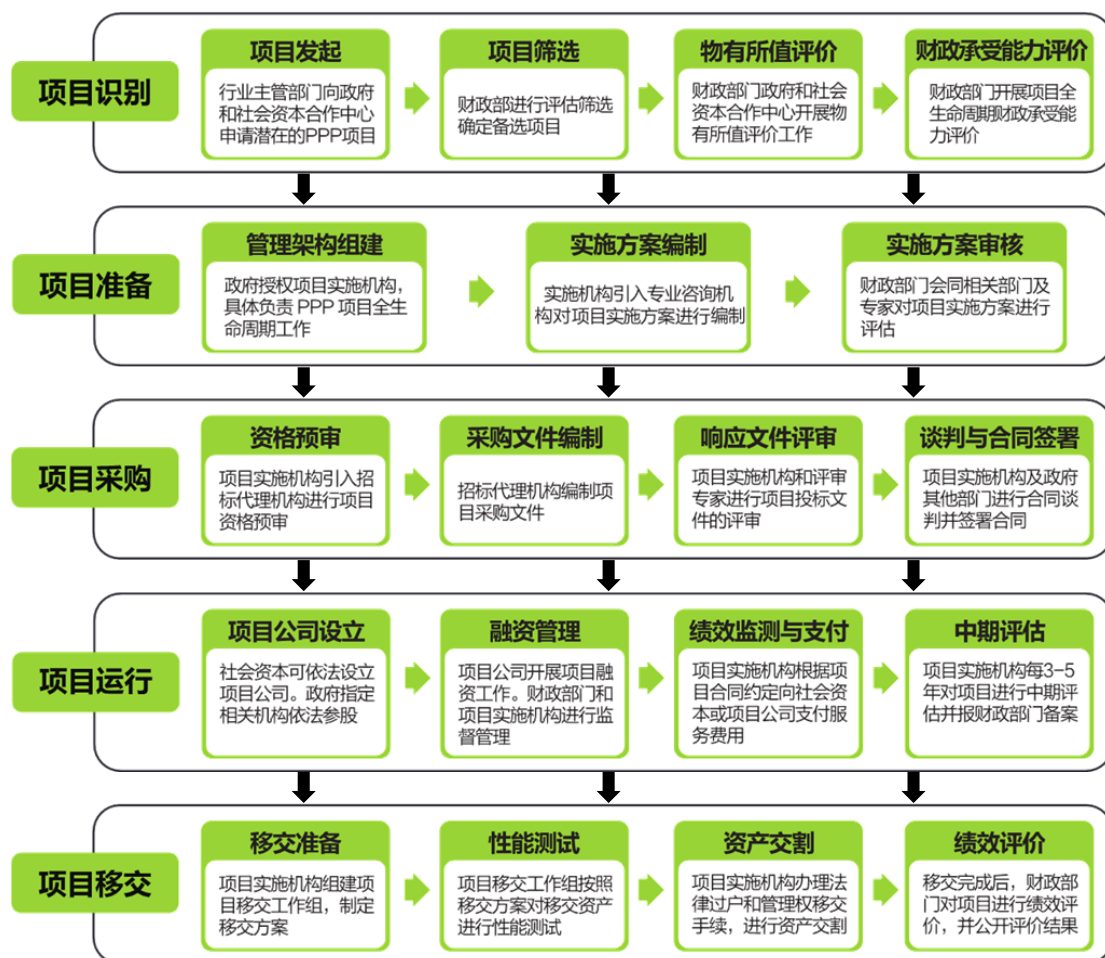 项目识别
项目发起
行业主管部门向政府
和社会资本合作中心
申请潜在的PPP项目
项目筛选
财政部进行评估筛选
确定备选项目
物有所值评价
财政部门政府和社会
资本合作中心开展物
有所值评价工作
财政承受能力评价
财政部门开展项目全
生命周期财政承受能
力评价
项目准备
管理架构组建
政府授权项目实施机构，
具体负责 PPP 项目全生
命周期工作
实施方案编制
实施机构引入专业咨询机
构对项目实施方案进行编制
实施方案审核
财政部门会同相关部门及
专家对项目实施方案进行
评估
项目采购
资格预审
项目实施机构引入招
标代理机构进行项目
资格预审
采购文件编制
招标代理机构编制项
目采购文件
响应文件评审
项目实施机构和评审
专家进行项目投标文
件的评审
谈判与合同签署
项目实施机构及政府
其他部门进行合同谈
判并签署合同
项目运行
项目公司设立
社会资本可依法设立
项目公司。政府指定
相关机构依法参股
融资管理
项目公司开展项目融
资工作。财政部门和
项目实施机构进行监
督管理
绩效监测与支付
项目实施机构根据项
目合同约定向社会资
本或项目公司支付服
务费用
中期评估
项目实施机构每3-5
年对项目进行中期评
估并报财政部门备案
项目移交
移交准备
项目实施机构组建项
目移交工作组，制定
移交方案
性能测试
项目移交工作组按照
移交方案对移交资产
进行性能测试
资产交割
项目实施机构办理法
律过户和管理权移交
手续，进行资产交割
绩效评价
移交完成后，财政部
门对项目进行绩效评
价，并公开评价结果